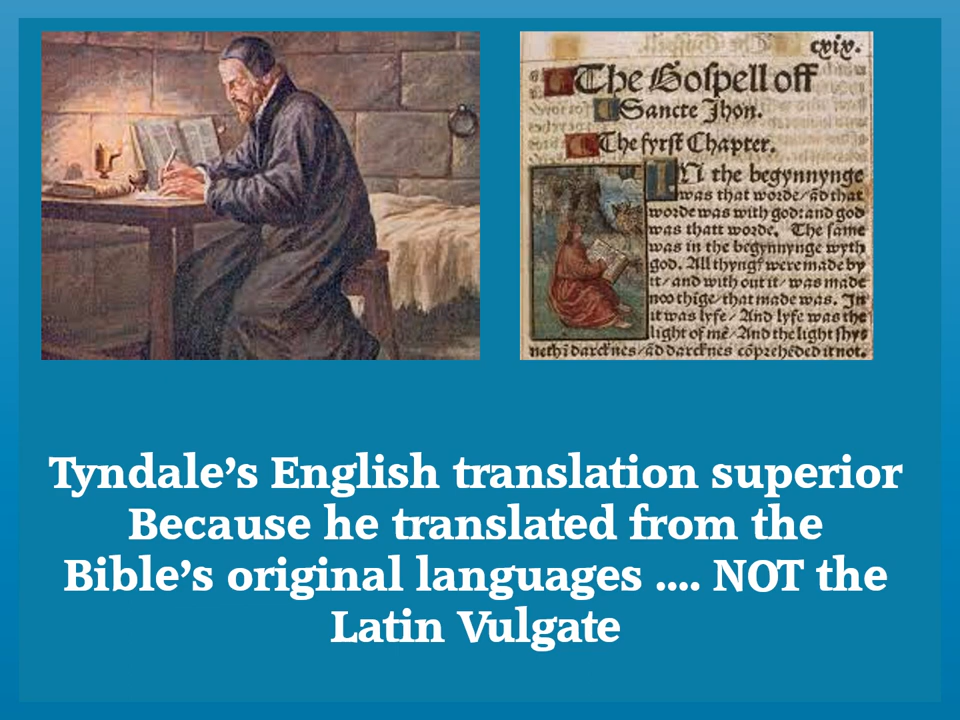 cxix.
The Gospell off
Sancte Jhon.
The fyrst Chapter.
IN the begynnynge
was that worde/ ād that
worde was with god: and god
was thatt worde. The same
was in the begynnynge wyth
god. All thyngſ were made by
it/ and with out it/ was made
noo thīge/ that made was. In
it was lyfe/ And lyfe was the
light of mē/ And the light ſhy
neth ī darcknes/ ād darcknes cōprehēded it not.
Tyndale’s English translation superior
Because he translated from the
Bible’s original languages .... NOT the
Latin Vulgate